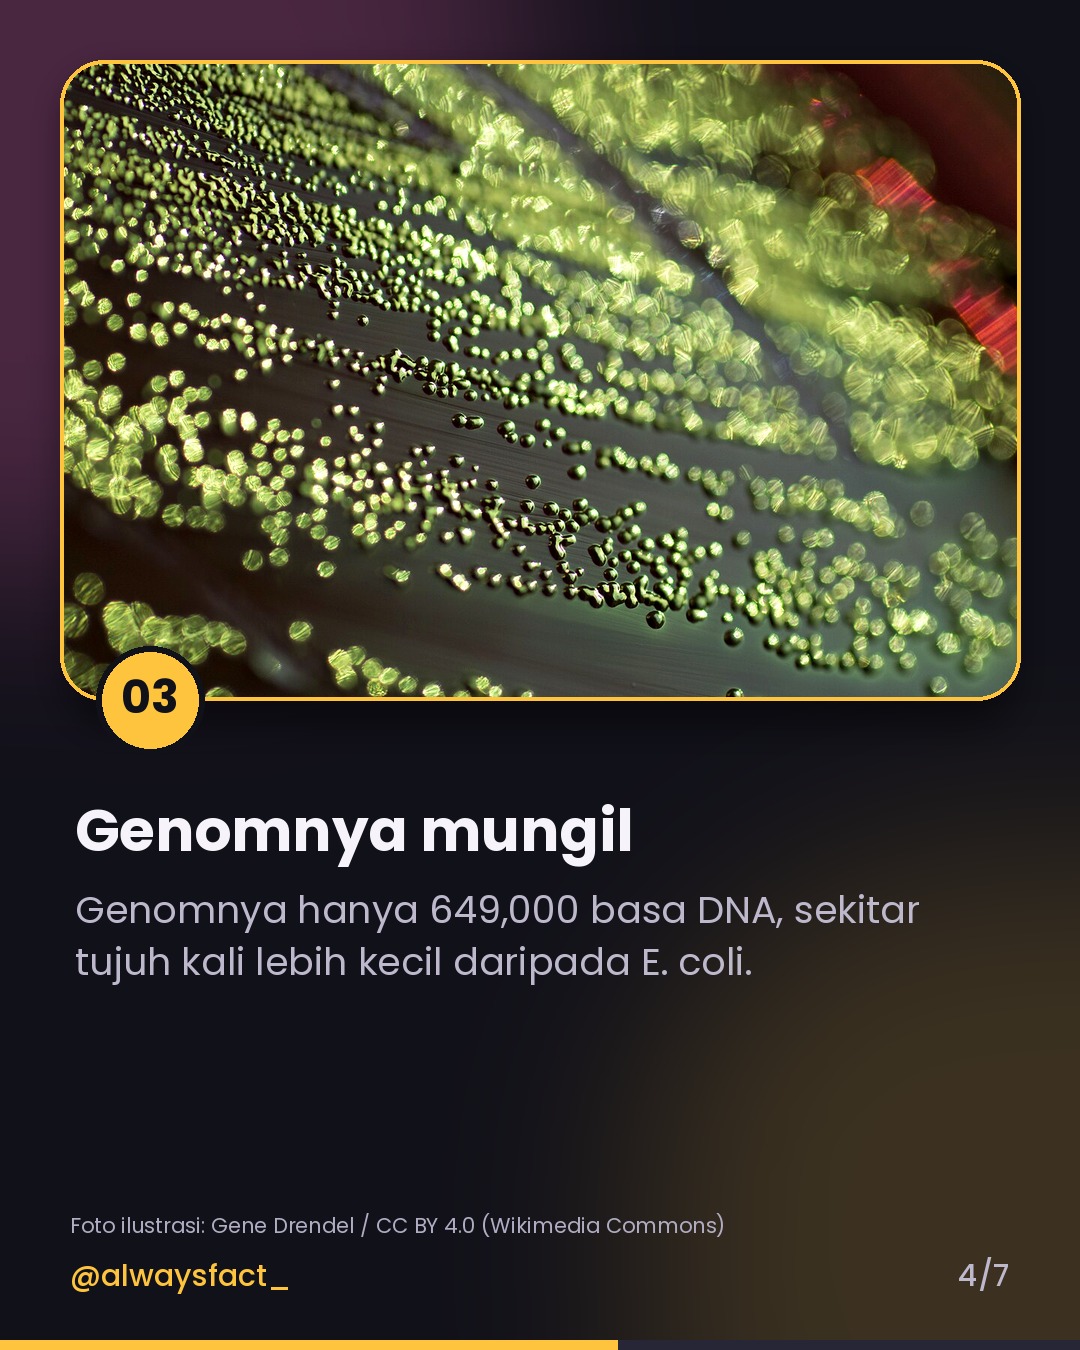 03
Genomnya mungil
Genomnya hanya 649,000 basa DNA, sekitar
tujuh kali lebih kecil daripada E. coli.
Foto ilustrasi: Gene Drendel / CC BY 4.0 (Wikimedia Commons)
@alwaysfact_
4/7